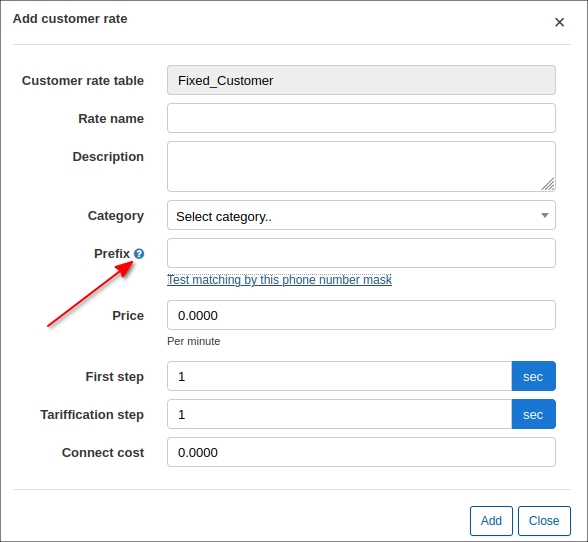 Add customer rate
×
Customer rate table Fixed_Customer
Rate name
Description
Category Select category..
Prefix ?
Test matching by this phone number mask
Price 0.0000
Per minute
First step 1 sec
Tariffication step 1 sec
Connect cost 0.0000
Add Close